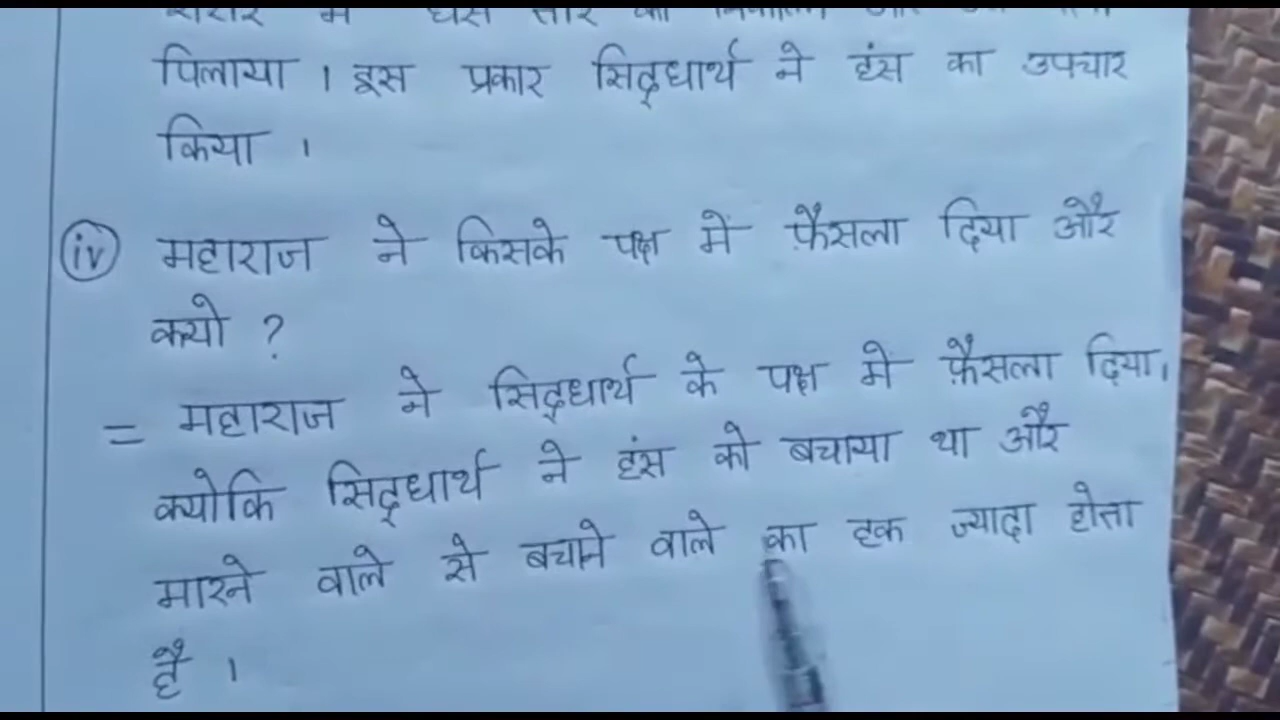 पिलाया । इस प्रकार सिद्धार्थ ने हंस का उपचार
किया ।
iv महाराज ने किसके पक्ष में फ़ैसला दिया और
क्यो ?
= महाराज ने सिद्धार्थ के पक्ष मे फ़ैसला दिया।
क्योकि सिद्धार्थ ने हंस को बचाया था और
मारने वाले से बचाने वाले का हक ज्यादा होता
है ।